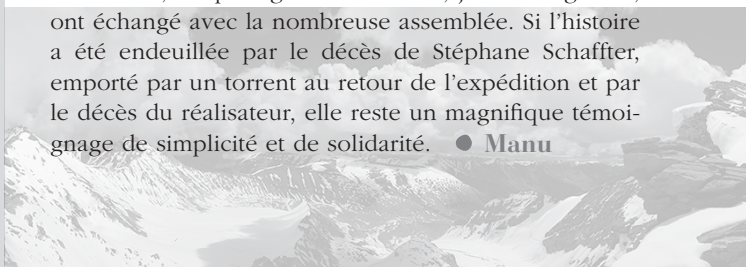 ont échangé avec la nombreuse assemblée. Si l’histoire
a été endeuillée par le décès de Stéphane Schaffter,
emporté par un torrent au retour de l’expédition et par
le décès du réalisateur, elle reste un magnifique témoi-
gnage de simplicité et de solidarité. ● Manu